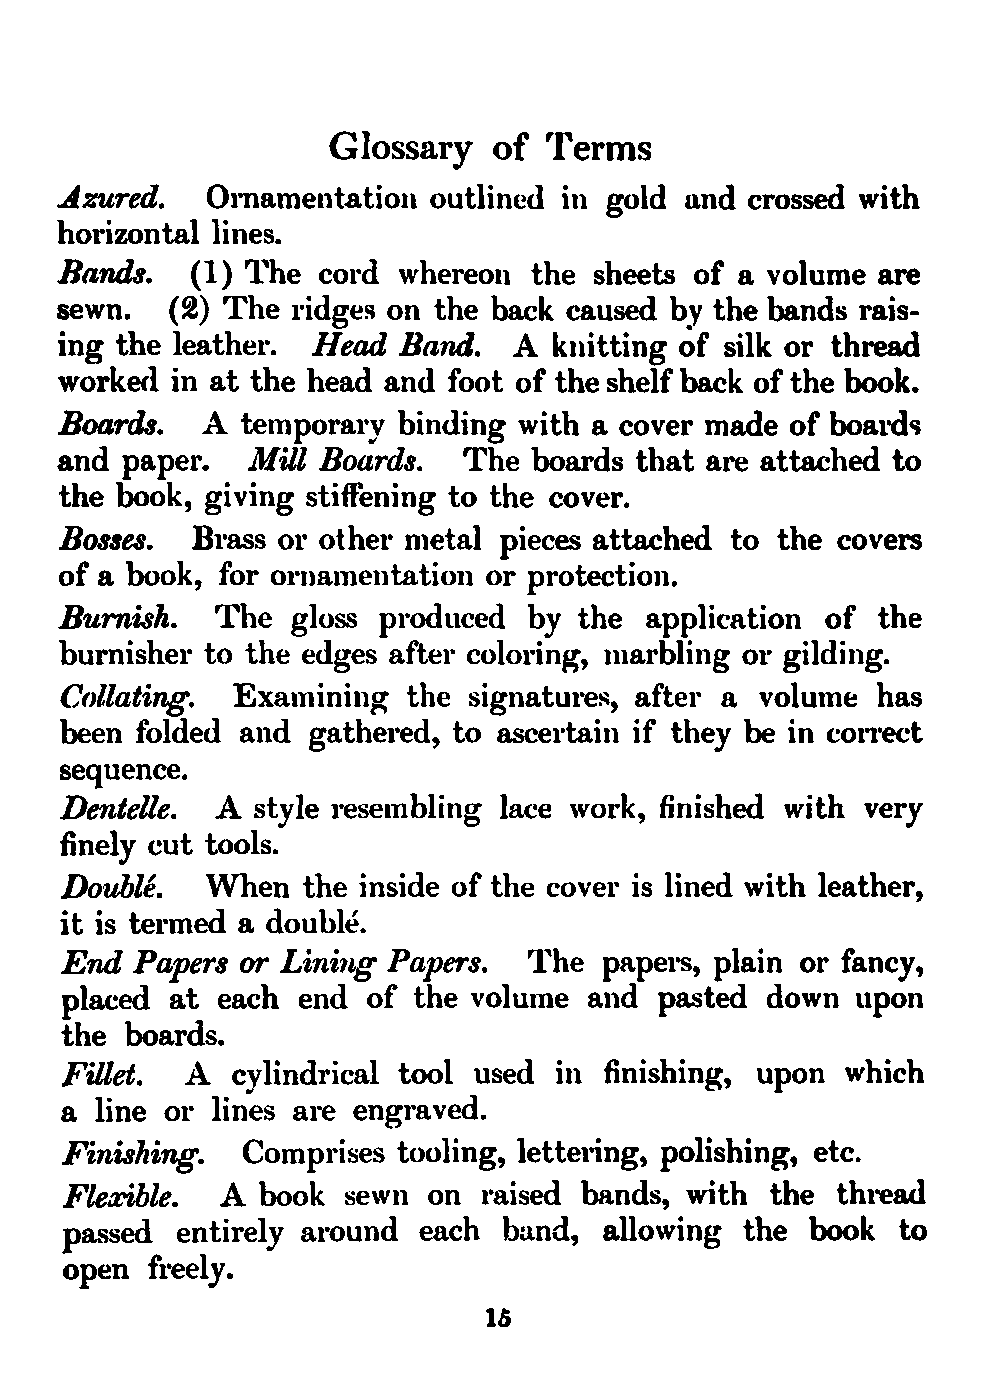 Glossary of Terms
Azured. Ornamentation outlined in gold and crossed with
horizontal lines.
Bands. (1) The cord whereon the sheets of a volume are
sewn. (2) The ridges on the back caused by the bands rais-
ing the leather. Head Band. A knitting of silk or thread
worked in at the head and foot of the shelf back of the book.
Boards. A temporary binding with a cover made of boards
and paper. Mill Boards. The boards that are attached to
the book, giving stiffening to the cover.
Bosses. Brass or other metal pieces attached to the covers
of a book, for ornamentation or protection.
Burnish. The gloss produced by the application of the
burnisher to the edges after coloring, marbling or gilding.
Collating. Examining the signatures, after a volume has
been folded and gathered, to ascertain if they be in correct
sequence.
Dentelle. A style resembling lace work, finished with very
finely cut tools.
Doublé. When the inside of the cover is lined with leather,
it is termed a doublé.
End Papers or Lining Papers. The papers, plain or fancy,
placed at each end of the volume and pasted down upon
the boards.
Fillet. A cylindrical tool used in finishing, upon which
a line or lines are engraved.
Finishing. Comprises tooling, lettering, polishing, etc.
Flexible. A book sewn on raised bands, with the thread
passed entirely around each band, allowing the book to
open freely.
15